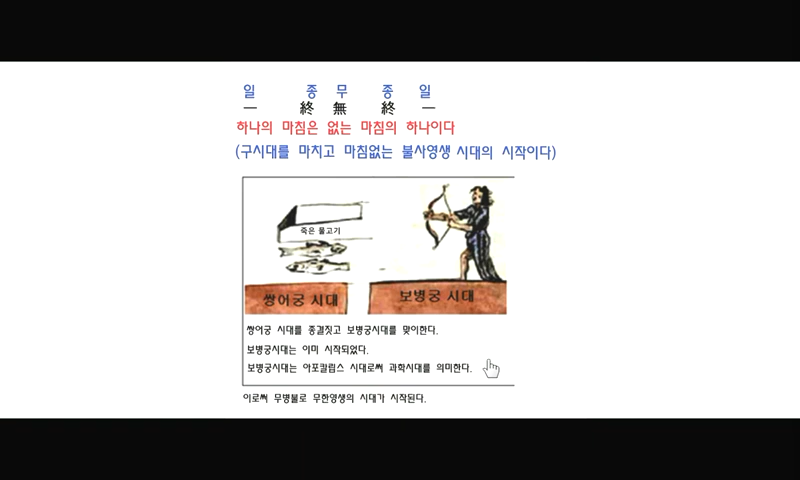 일 종 무 종 일
一 終 無 終 一
하나의 마침은 없는 마침의 하나이다
(구시대를 마치고 마침없는 불사영생 시대의 시작이다)
죽은 물고기
쌍어궁 시대
보병궁 시대
쌍어궁 시대를 종결짓고 보병궁시대를 맞이한다.
보병궁시대는 이미 시작되었다.
보병궁시대는 아포칼립스 시대로써 과학시대를 의미한다.
이로써 무병불로 무한영생의 시대가 시작된다.